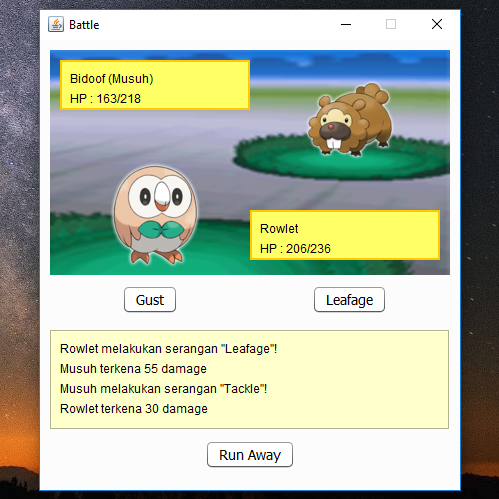 Battle
Bidoof (Musuh)
HP : 163/218
Rowlet
HP : 206/236
Gust
Leafage
Rowlet melakukan serangan "Leafage"!
Musuh terkena 55 damage
Musuh melakukan serangan "Tackle"!
Rowlet terkena 30 damage
Run Away